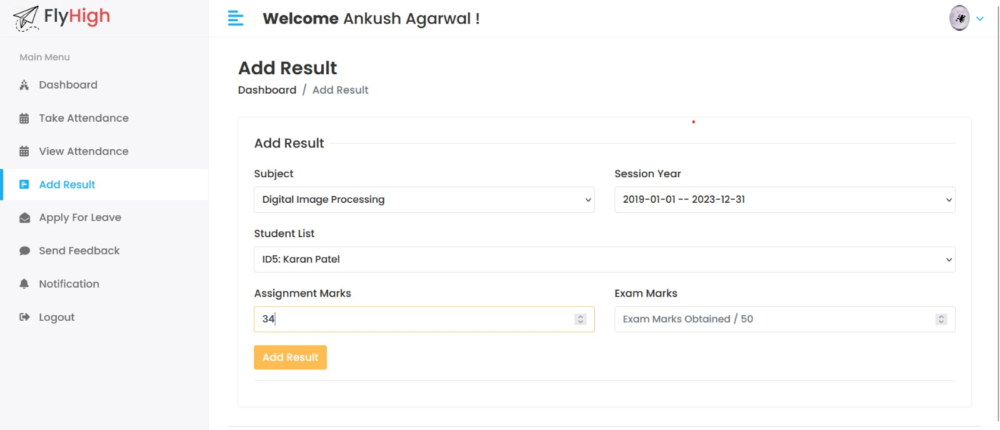 FlyHigh
Welcome Ankush Agarwal !
Main Menu
Dashboard
Take Attendance
View Attendance
Add Result
Apply For Leave
Send Feedback
Notification
Logout
Add Result
Dashboard / Add Result
Add Result
Subject
Digital Image Processing
Session Year
2019-01-01 -- 2023-12-31
Student List
ID5: Karan Patel
Assignment Marks
34
Exam Marks
Exam Marks Obtained / 50
Add Result